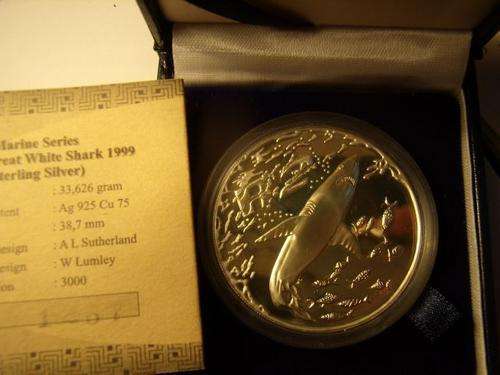 Marine Series
reat White Shark 1999
terling Silver)
: 33,626 gram
tent : Ag 925 Cu 75
: 38,7 mm
esign : A L Sutherland
esign : W Lumley
on : 3000